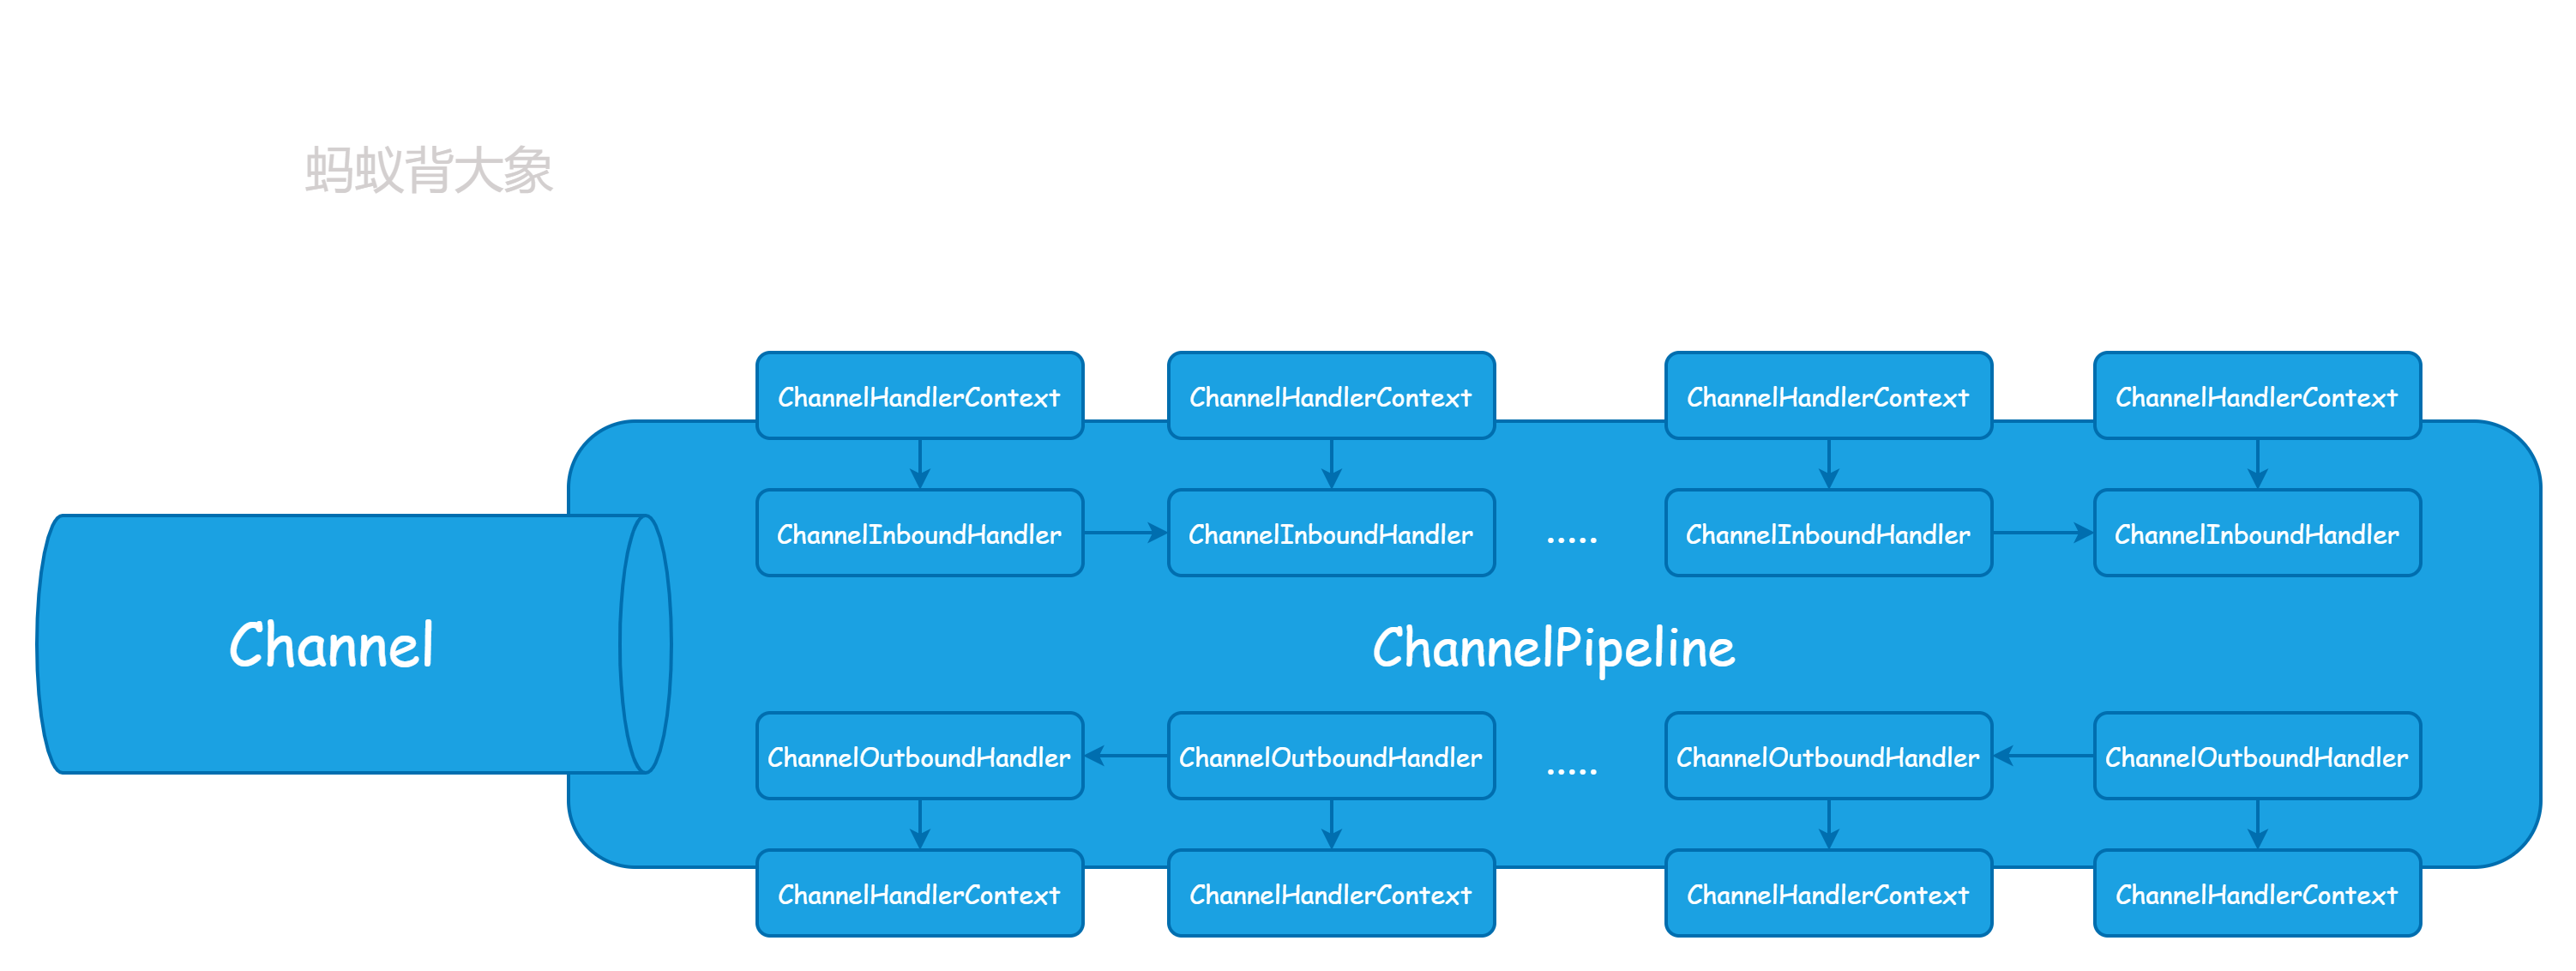 蚂蚁背大象
ChannelHandlerContext ChannelHandlerContext ChannelHandlerContext ChannelHandlerContext
ChannelInboundHandler ChannelInboundHandler ..... ChannelInboundHandler ChannelInboundHandler
Channel ChannelPipeline
ChannelOutboundHandler ChannelOutboundHandler ..... ChannelOutboundHandler ChannelOutboundHandler
ChannelHandlerContext ChannelHandlerContext ChannelHandlerContext ChannelHandlerContext